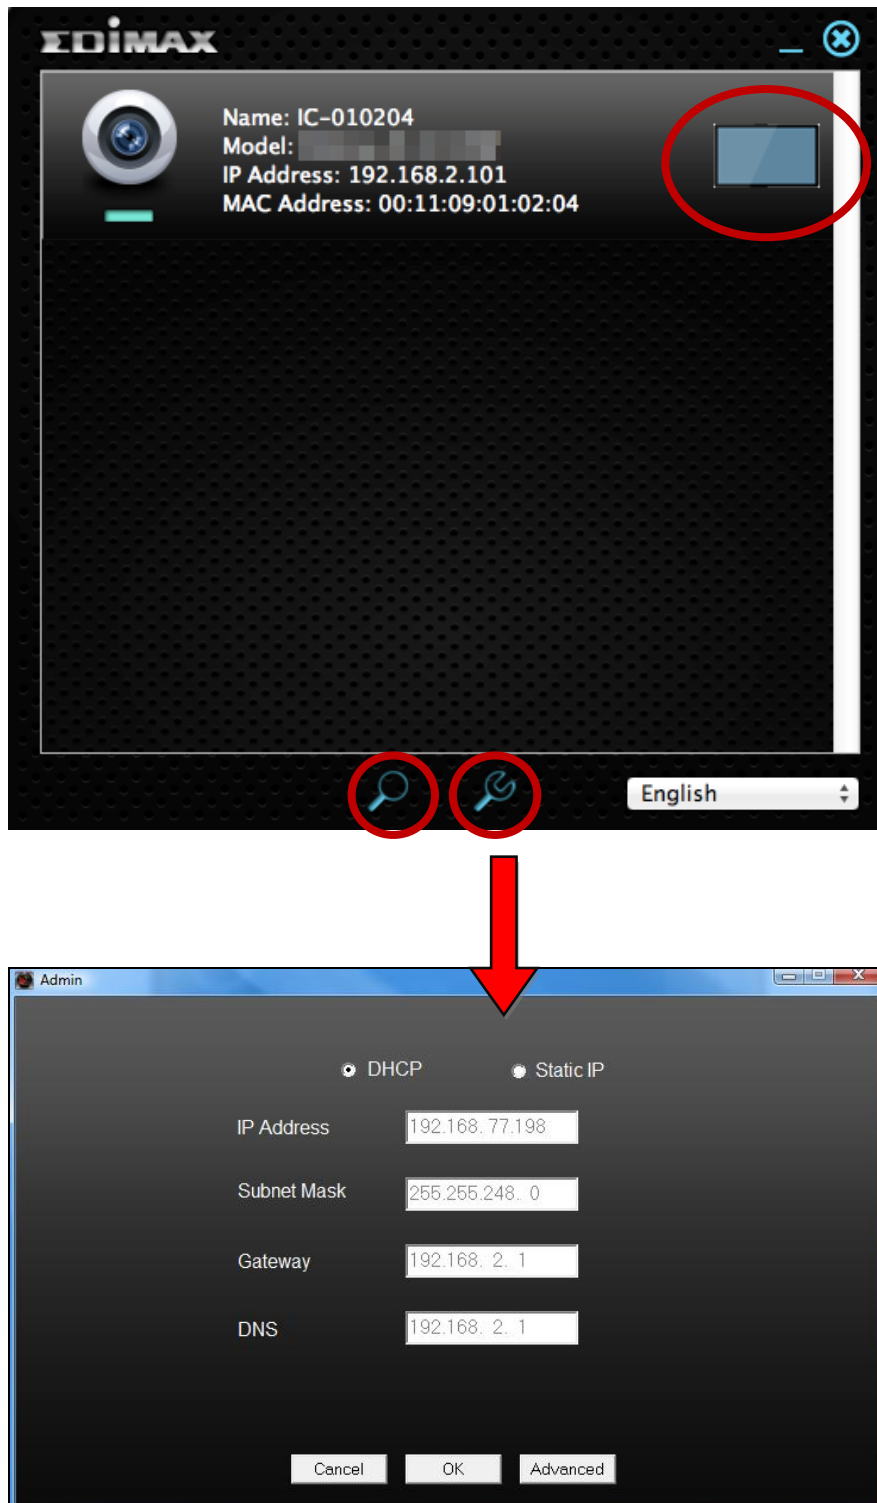 EDiMAX
Name: IC-010204
Model:
IP Address: 192.168.2.101
MAC Address: 00:11:09:01:02:04
English
Admin
DHCP Static IP
IP Address 192.168. 77.198
Subnet Mask 255.255.248. 0
Gateway 192.168. 2. 1
DNS 192.168. 2. 1
Cancel OK Advanced